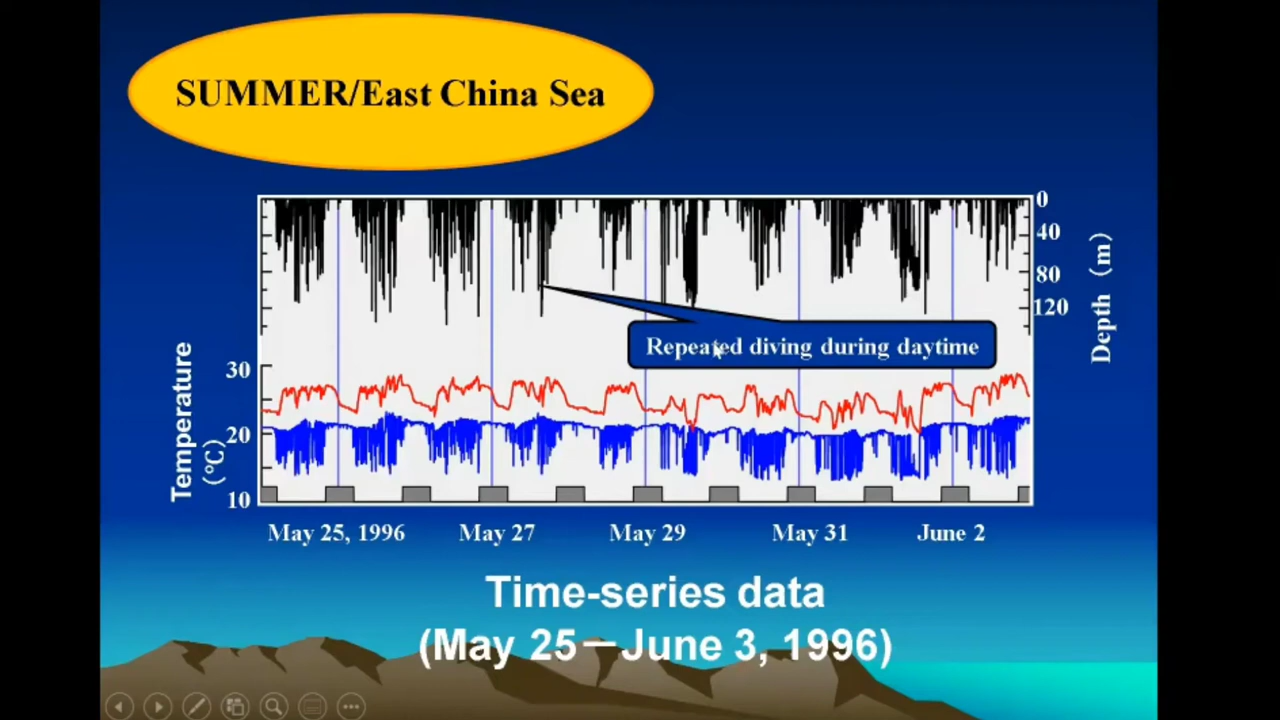 SUMMER/East China Sea
0
40
80
120
Depth (m)
Repeated diving during daytime
Temperature
(℃)
30
20
10
May 25, 1996
May 27
May 29
May 31
June 2
Time-series data
(May 25－June 3, 1996)